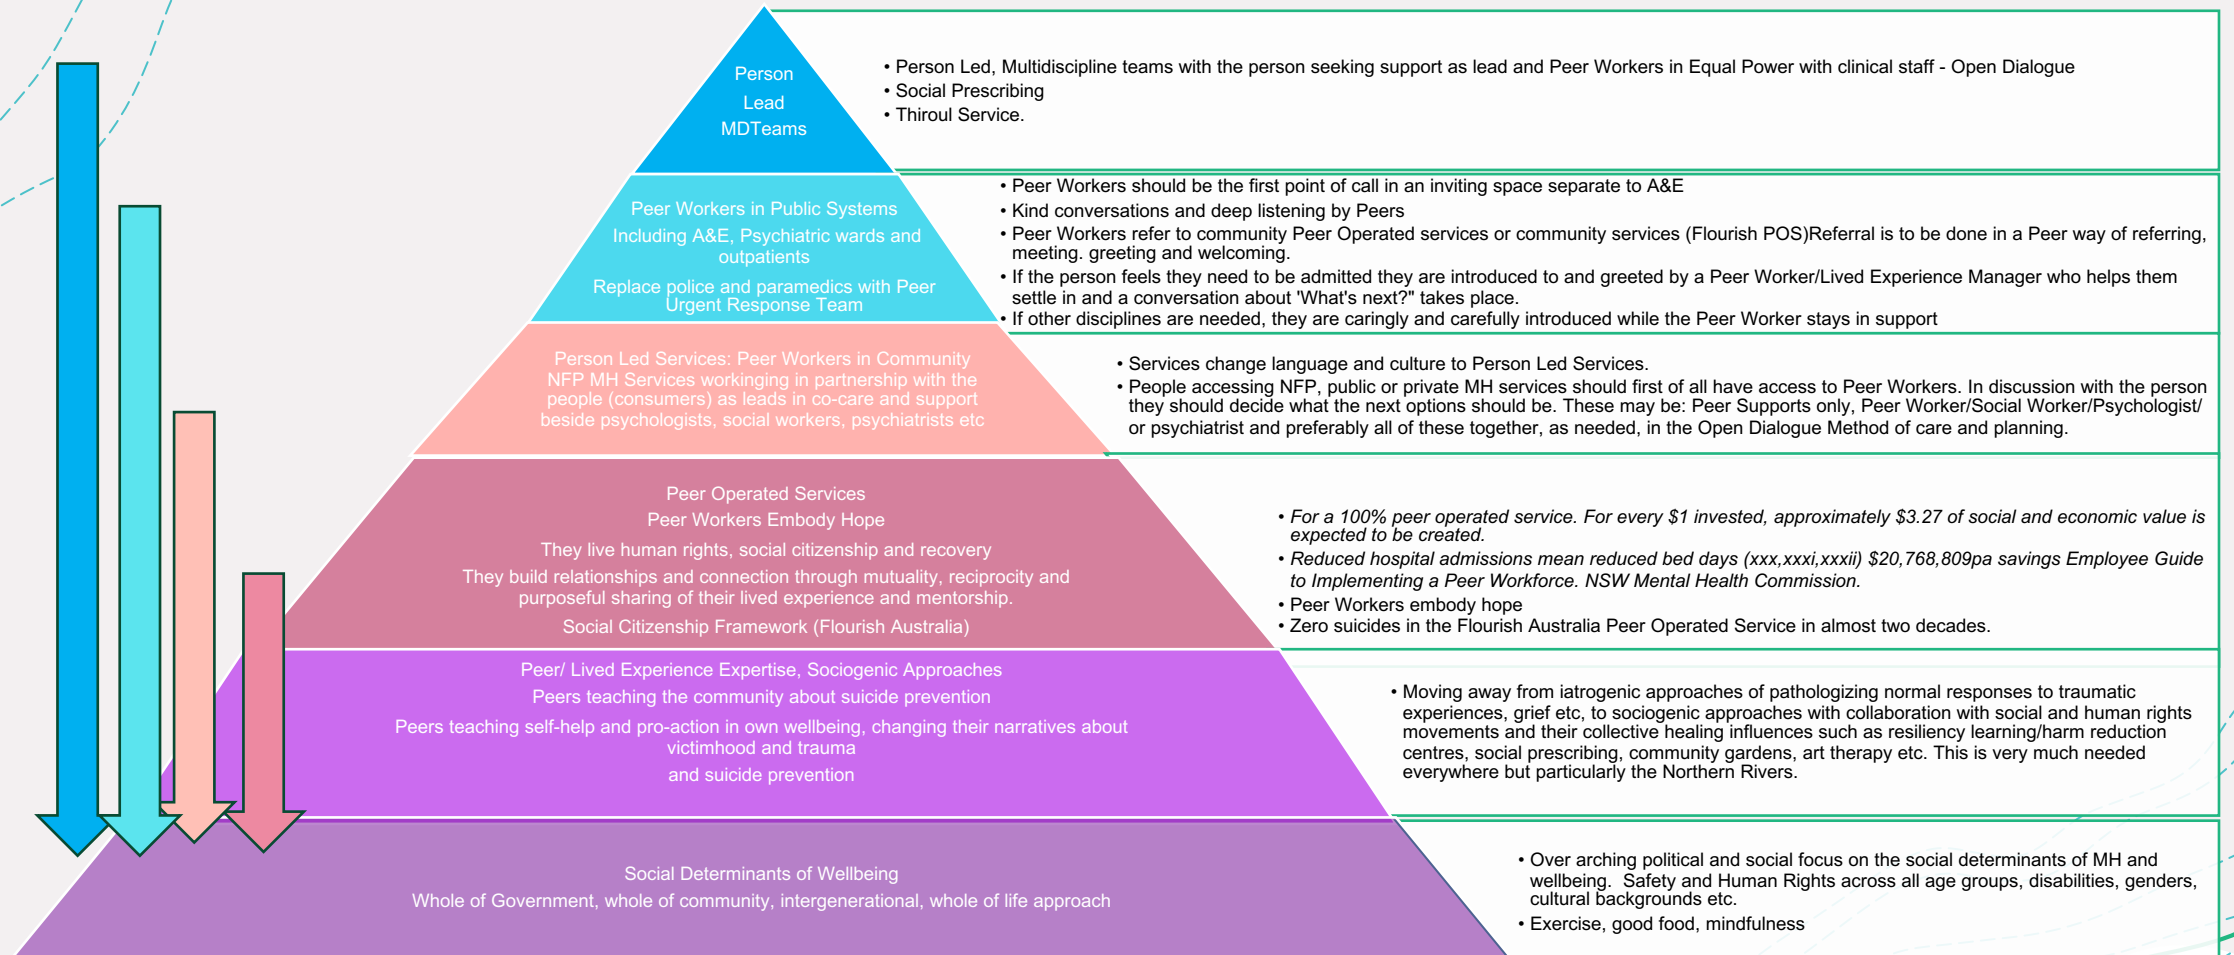 Person
Lead
MDTeams
• Person Led, Multidiscipline teams with the person seeking support as lead and Peer Workers in Equal Power with clinical staff - Open Dialogue
• Social Prescribing
• Thiroul Service.
Peer Workers in Public Systems
Including A&E, Psychiatric wards and
outpatients
Replace police and paramedics with Peer
Urgent Response Team
• Peer Workers should be the first point of call in an inviting space separate to A&E
• Kind conversations and deep listening by Peers
• Peer Workers refer to community Peer Operated services or community services (Flourish POS)Referral is to be done in a Peer way of referring,
meeting. greeting and welcoming.
• If the person feels they need to be admitted they are introduced to and greeted by a Peer Worker/Lived Experience Manager who helps them
settle in and a conversation about 'What's next?" takes place.
• If other disciplines are needed, they are caringly and carefully introduced while the Peer Worker stays in support
Person Led Services: Peer Workers in Community
NFP MH Services workinging in partnership with the
people (consumers) as leads in co-care and support
beside psychologists, social workers, psychiatrists etc
• Services change language and culture to Person Led Services.
• People accessing NFP, public or private MH services should first of all have access to Peer Workers. In discussion with the person
they should decide what the next options should be. These may be: Peer Supports only, Peer Worker/Social Worker/Psychologist/
or psychiatrist and preferably all of these together, as needed, in the Open Dialogue Method of care and planning.
Peer Operated Services
Peer Workers Embody Hope
They live human rights, social citizenship and recovery
They build relationships and connection through mutuality, reciprocity and
purposeful sharing of their lived experience and mentorship.
Social Citizenship Framework (Flourish Australia)
• For a 100% peer operated service. For every $1 invested, approximately $3.27 of social and economic value is
expected to be created.
• Reduced hospital admissions mean reduced bed days (xxx,xxxi,xxxii) $20,768,809pa savings Employee Guide
to Implementing a Peer Workforce. NSW Mental Health Commission.
• Peer Workers embody hope
• Zero suicides in the Flourish Australia Peer Operated Service in almost two decades.
Peer/ Lived Experience Expertise, Sociogenic Approaches
Peers teaching the community about suicide prevention
Peers teaching self-help and pro-action in own wellbeing, changing their narratives about
victimhood and trauma
and suicide prevention
• Moving away from iatrogenic approaches of pathologizing normal responses to traumatic
experiences, grief etc, to sociogenic approaches with collaboration with social and human rights
movements and their collective healing influences such as resiliency learning/harm reduction
centres, social prescribing, community gardens, art therapy etc. This is very much needed
everywhere but particularly the Northern Rivers.
Social Determinants of Wellbeing
Whole of Government, whole of community, intergenerational, whole of life approach
• Over arching political and social focus on the social determinants of MH and
wellbeing.  Safety and Human Rights across all age groups, disabilities, genders,
cultural backgrounds etc.
• Exercise, good food, mindfulness